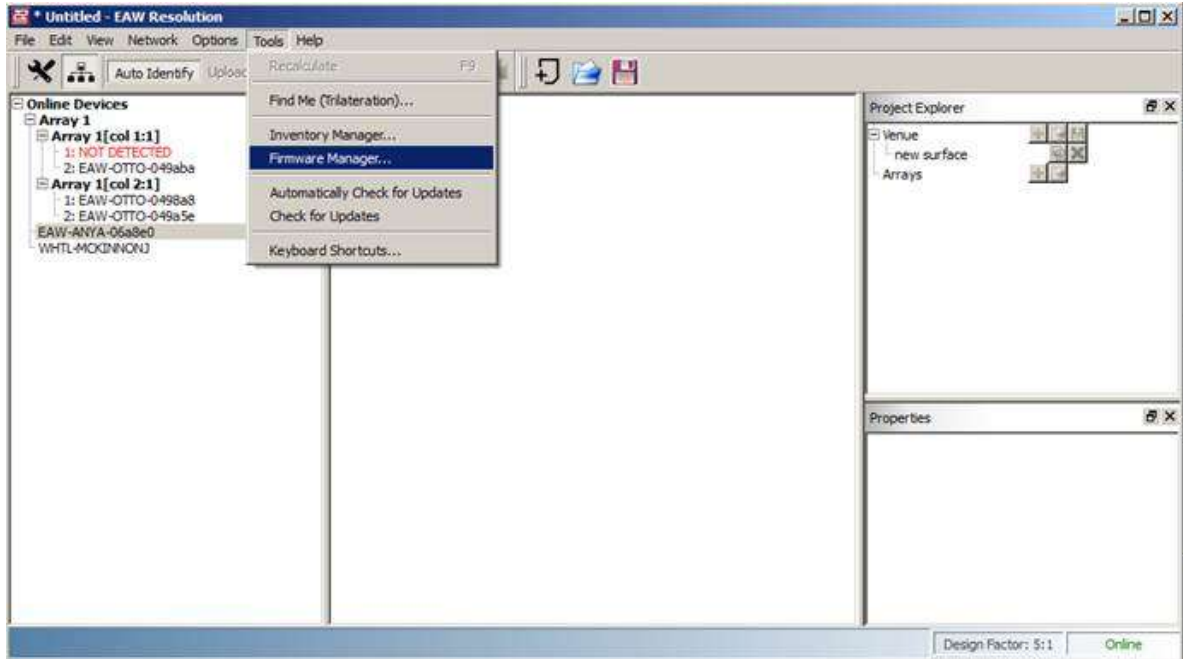 * Untitled - EAW Resolution
File Edit View Network Options Tools Help
Auto Identify
Recalculate F9
Find Me (Trilateration)...
Inventory Manager...
Firmware Manager...
Automatically Check for Updates
Check for Updates
Keyboard Shortcuts...
Online Devices
Array 1
Array 1[col 1:1]
1: NOT DETECTED
2: EAW-OTTO-049aba
Array 1[col 2:1]
1: EAW-OTTO-0498a8
2: EAW-OTTO-049a5e
EAW-ANYA-06a8e0
WHTL-MCKINNONJ
Project Explorer
Venue
new surface
Arrays
Properties
Design Factor: 5:1 Online